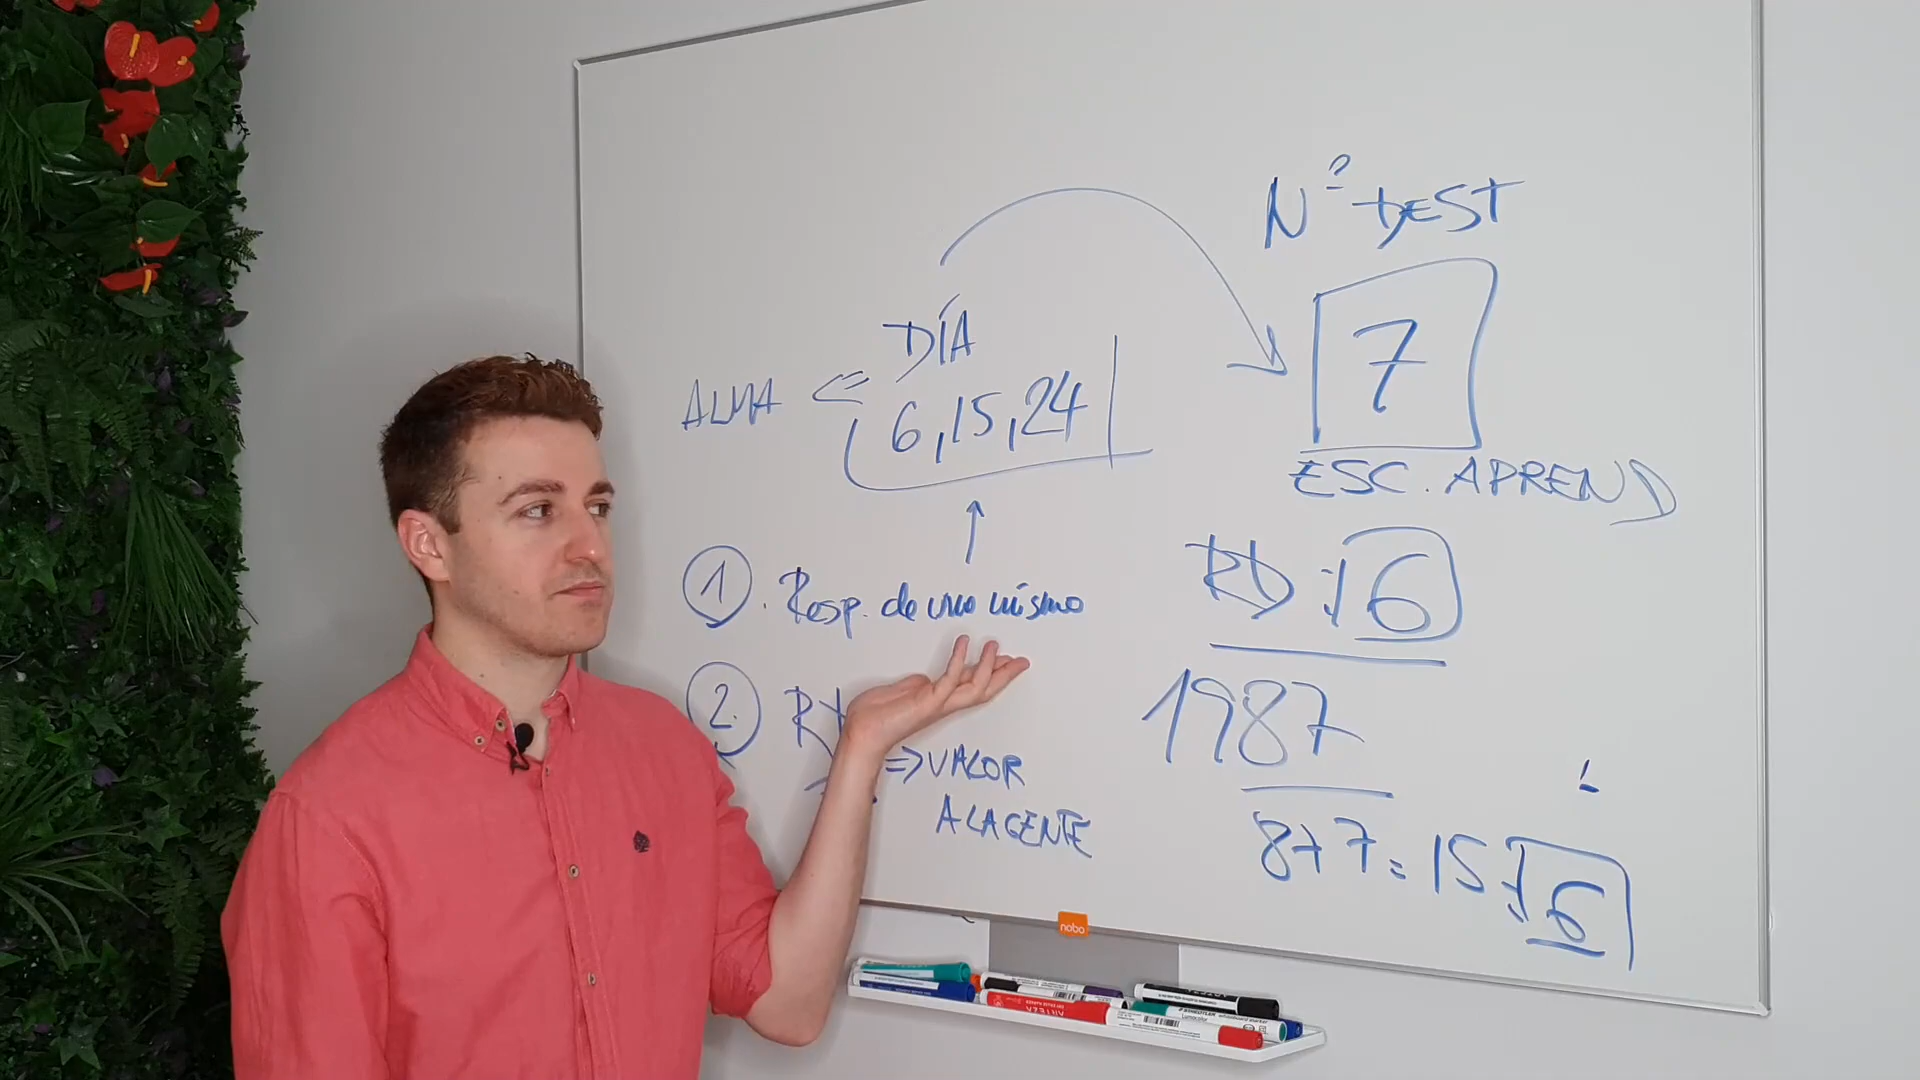 Nº DEST
7
ESC. APREND
DÍA
ALMA <= 6,15,24
1. Resp. de uno mismo
2.
=> VALOR
A LA GENTE
RD: 6
1987
8+7=15/6
nobo